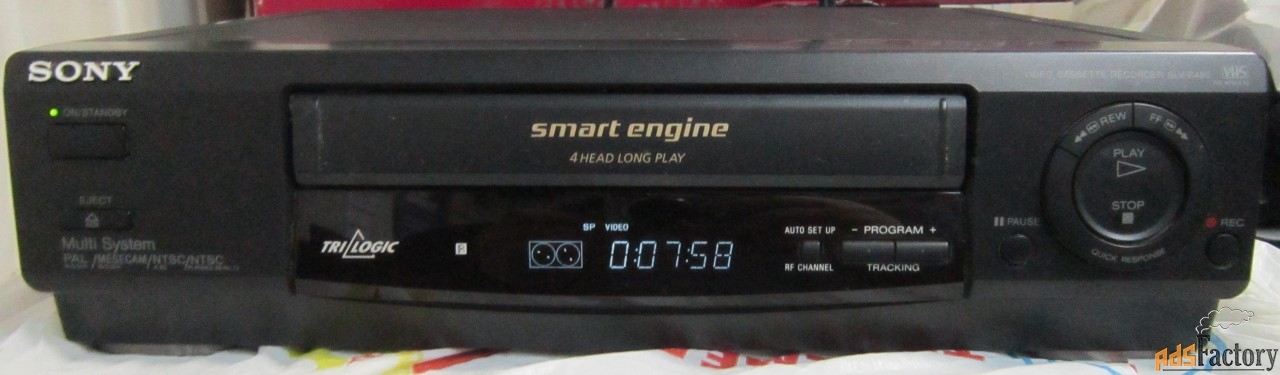 SONY
VIDEO CASSETTE RECORDER
VHS
ON/STANDBY
smart engine
4 HEAD LONG PLAY
REW
FF
PLAY
STOP
EJECT
PAUSE
REC
QUICK RESPONSE
Multi System
PAL /MESECAM/NTSC/NTSC
TRILOGIC
SP VIDEO
0:07:58
AUTO SET UP
- PROGRAM +
RF CHANNEL
TRACKING
AdsFactory